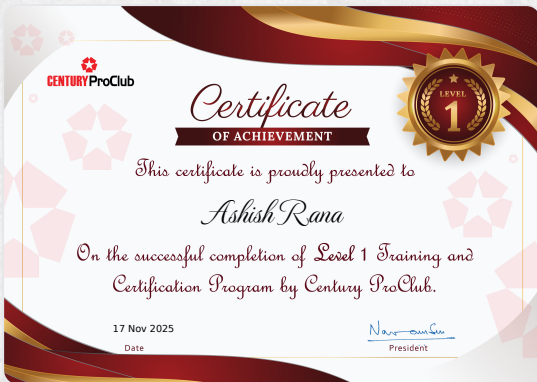 CENTURY ProClub
Certificate
OF ACHIEVEMENT
LEVEL
1
This certificate is proudly presented to
Ashish Rana
On the successful completion of Level 1 Training and
Certification Program by Century ProClub.
17 Nov 2025
Date
President